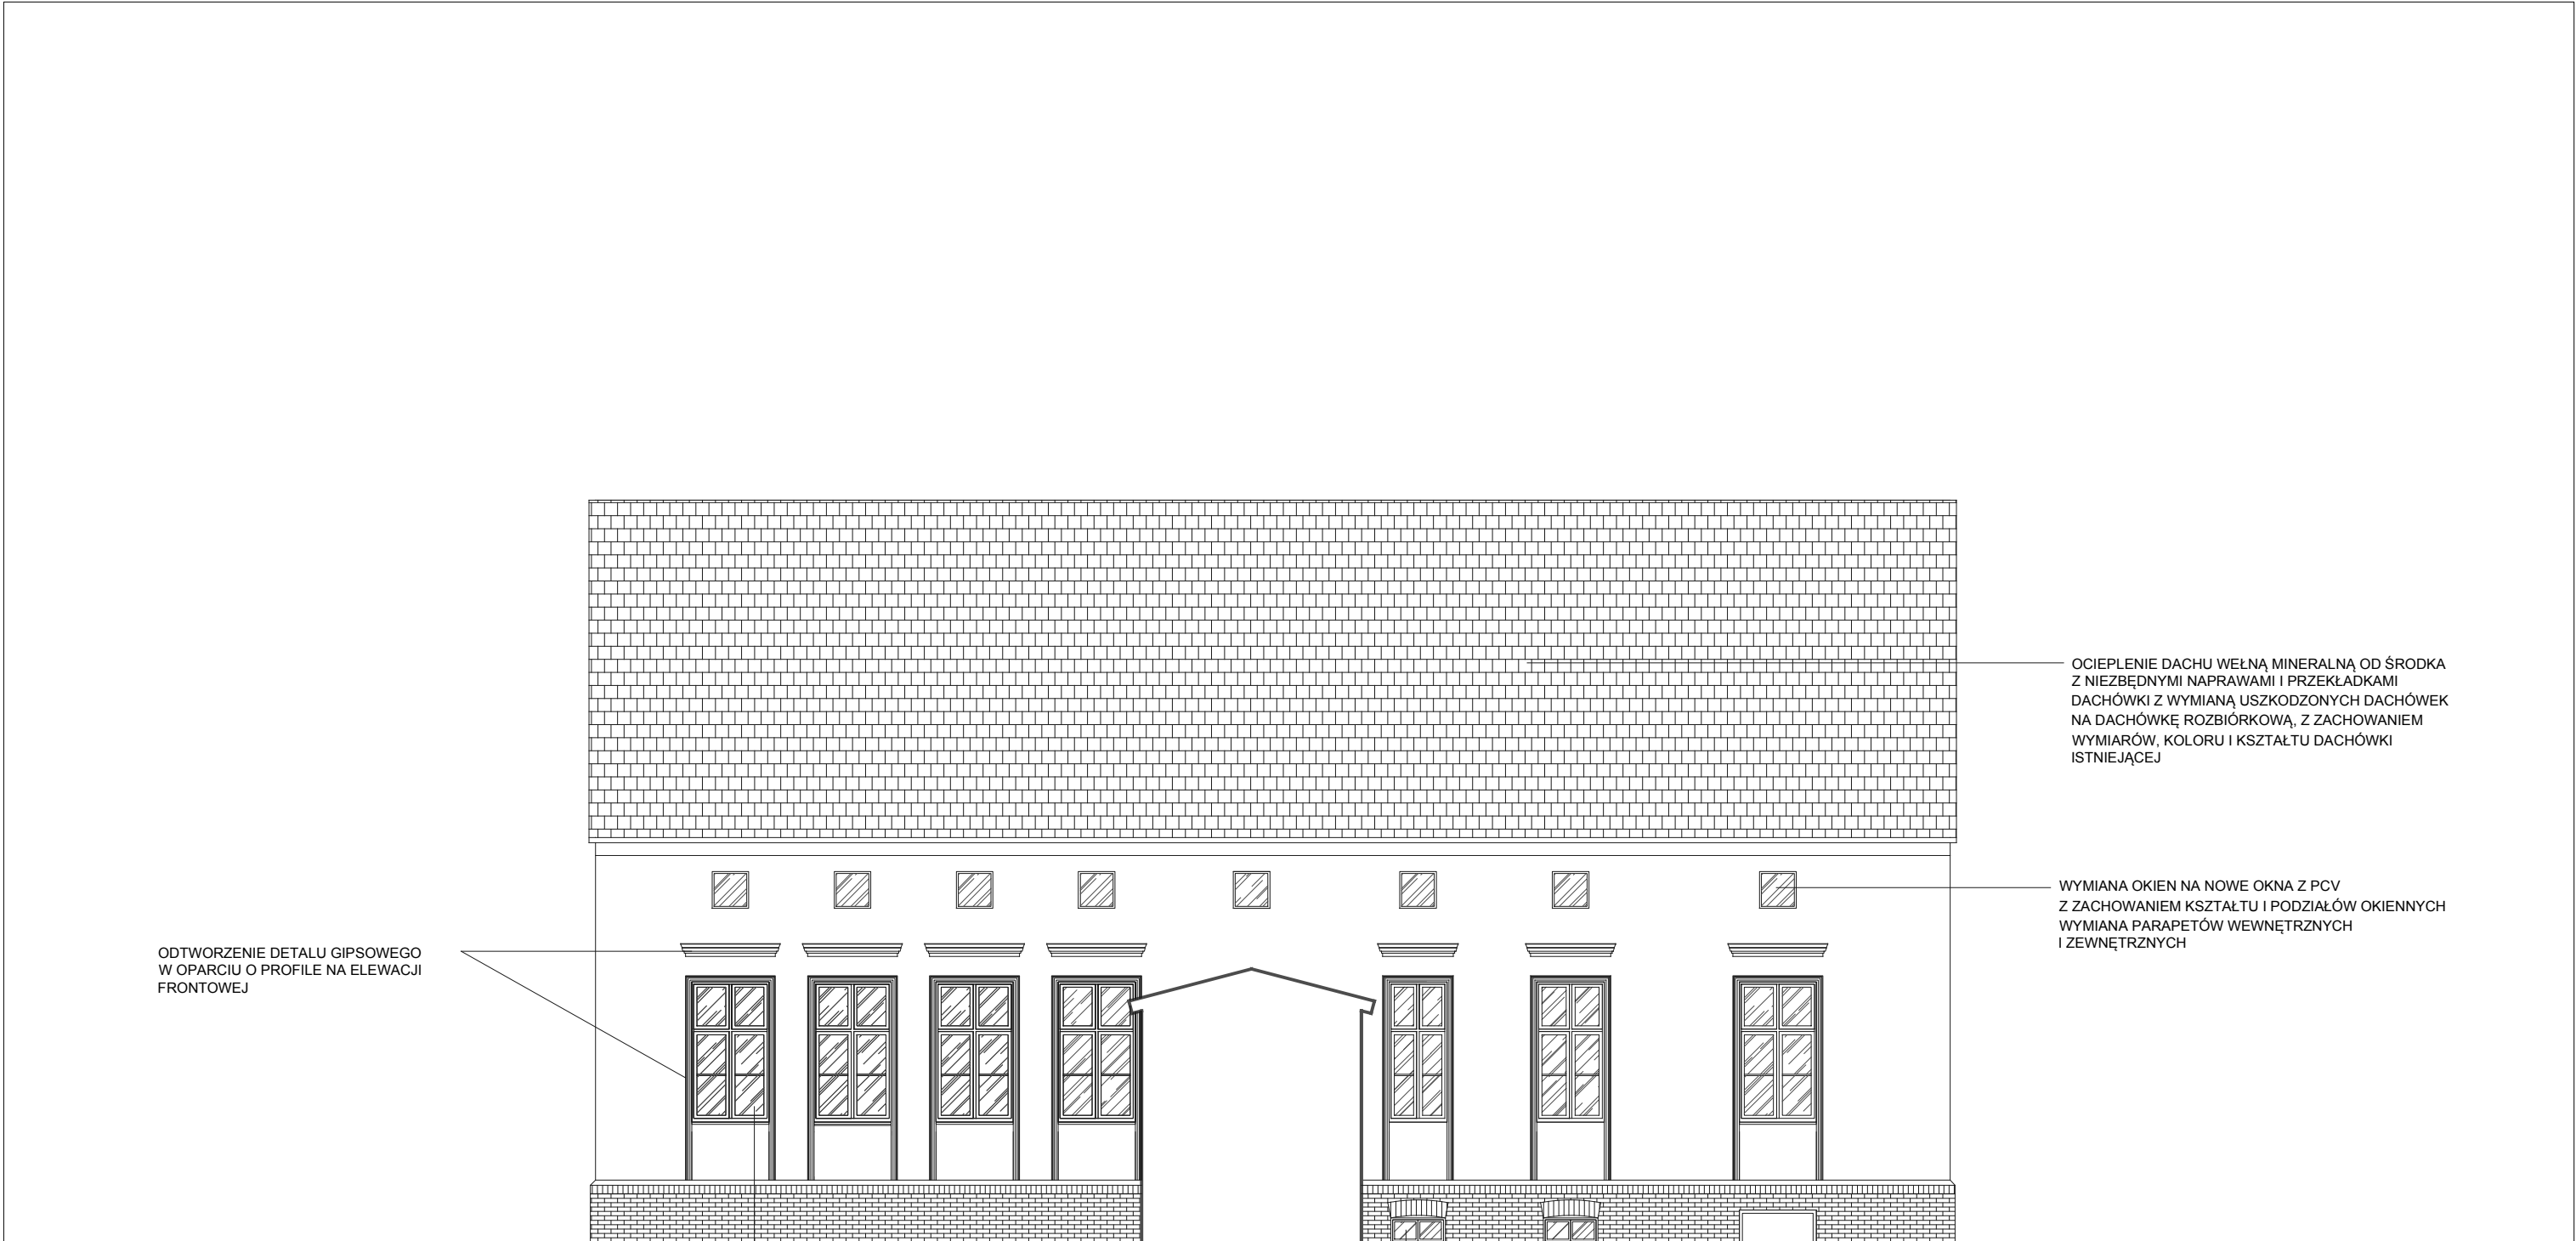 OCIEPLENIE DACHU WEŁNĄ MINERALNĄ OD ŚRODKA
Z NIEZBĘDNYMI NAPRAWAMI I PRZEKŁADKAMI
DACHÓWKI Z WYMIANĄ USZKODZONYCH DACHÓWEK
NA DACHÓWKĘ ROZBIÓRKOWĄ, Z ZACHOWANIEM
WYMIARÓW, KOLORU I KSZTAŁTU DACHÓWKI
ISTNIEJĄCEJ
WYMIANA OKIEN NA NOWE OKNA Z PCV
Z ZACHOWANIEM KSZTAŁTU I PODZIAŁÓW OKIENNYCH
WYMIANA PARAPETÓW WEWNĘTRZNYCH
I ZEWNĘTRZNYCH
ODTWORZENIE DETALU GIPSOWEGO
W OPARCIU O PROFILE NA ELEWACJI
FRONTOWEJ